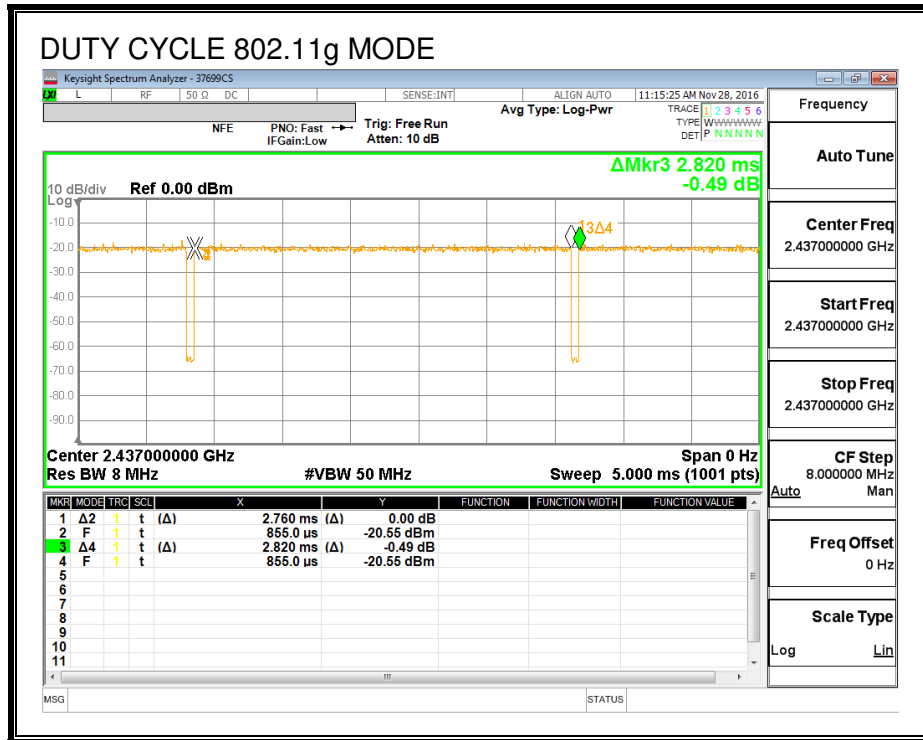 DUTY CYCLE 802.11g MODE
Keysight Spectrum Analyzer - 37699CS
LXI L RF 50 Ω DC SENSE:INT ALIGN AUTO 11:15:25 AM Nov 28, 2016
NFE PNO: Fast Trig: Free Run Avg Type: Log-Pwr TRACE 1 2 3 4 5 6
IFGain:Low Atten: 10 dB TYPE WWWWWWW
DET P N N N N N
ΔMkr3 2.820 ms
-0.49 dB
10 dB/div Ref 0.00 dBm
Log
-10.0
-20.0
-30.0
-40.0
-50.0
-60.0
-70.0
-80.0
-90.0
3Δ4
Center 2.437000000 GHz Span 0 Hz
Res BW 8 MHz #VBW 50 MHz Sweep 5.000 ms (1001 pts)
MKR MODE TRC SCL X Y FUNCTION FUNCTION WIDTH FUNCTION VALUE
1 Δ2 1 t (Δ) 2.760 ms (Δ) 0.00 dB
2 F 1 t 855.0 µs -20.55 dBm
3 Δ4 1 t (Δ) 2.820 ms (Δ) -0.49 dB
4 F 1 t 855.0 µs -20.55 dBm
5
6
7
8
9
10
11
MSG STATUS
Frequency
Auto Tune
Center Freq
2.437000000 GHz
Start Freq
2.437000000 GHz
Stop Freq
2.437000000 GHz
CF Step
8.000000 MHz
Auto Man
Freq Offset
0 Hz
Scale Type
Log Lin